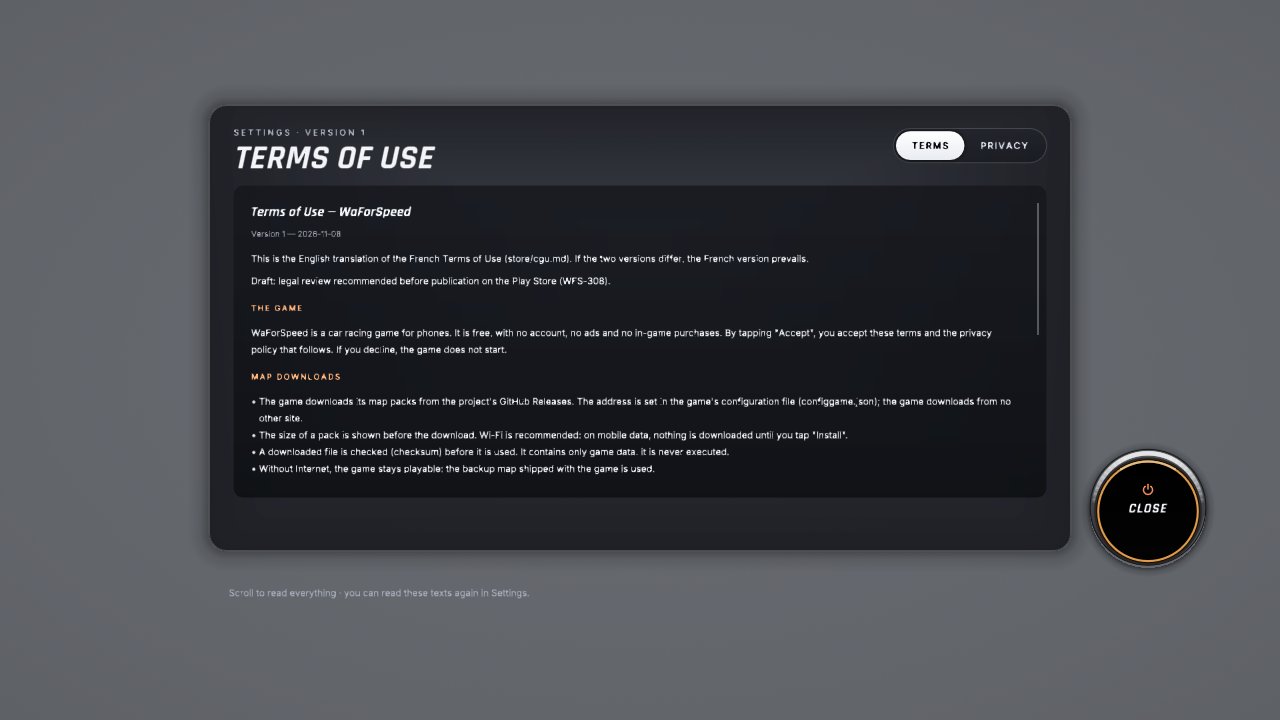 SETTINGS · VERSION 1
TERMS OF USE
TERMS
PRIVACY
Terms of Use — WaForSpeed
Version 1 — 2026-11-08
This is the English translation of the French Terms of Use (store/cgu.md). If the two versions differ, the French version prevails.
Draft: legal review recommended before publication on the Play Store (WFS-308).
THE GAME
WaForSpeed is a car racing game for phones. It is free, with no account, no ads and no in-game purchases. By tapping "Accept", you accept these terms and the privacy
policy that follows. If you decline, the game does not start.
MAP DOWNLOADS
• The game downloads its map packs from the project's GitHub Releases. The address is set in the game's configuration file (configgame.json); the game downloads from no
other site.
• The size of a pack is shown before the download. Wi-Fi is recommended: on mobile data, nothing is downloaded until you tap "Install".
• A downloaded file is checked (checksum) before it is used. It contains only game data. it is never executed.
• Without Internet, the game stays playable: the backup map shipped with the game is used.
CLOSE
Scroll to read everything · you can read these texts again in Settings.